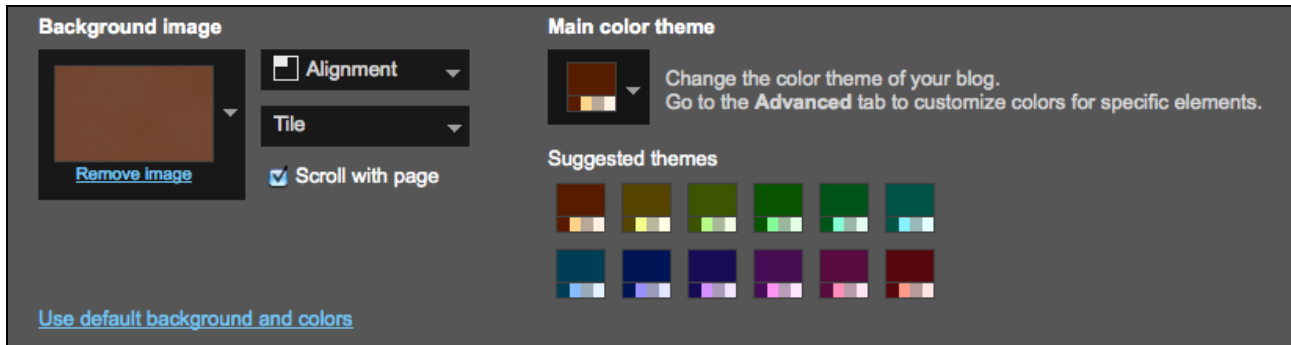 Background image
Alignment
Tile
Remove image
Scroll with page
Use default background and colors
Main color theme
Change the color theme of your blog.
Go to the Advanced tab to customize colors for specific elements.
Suggested themes